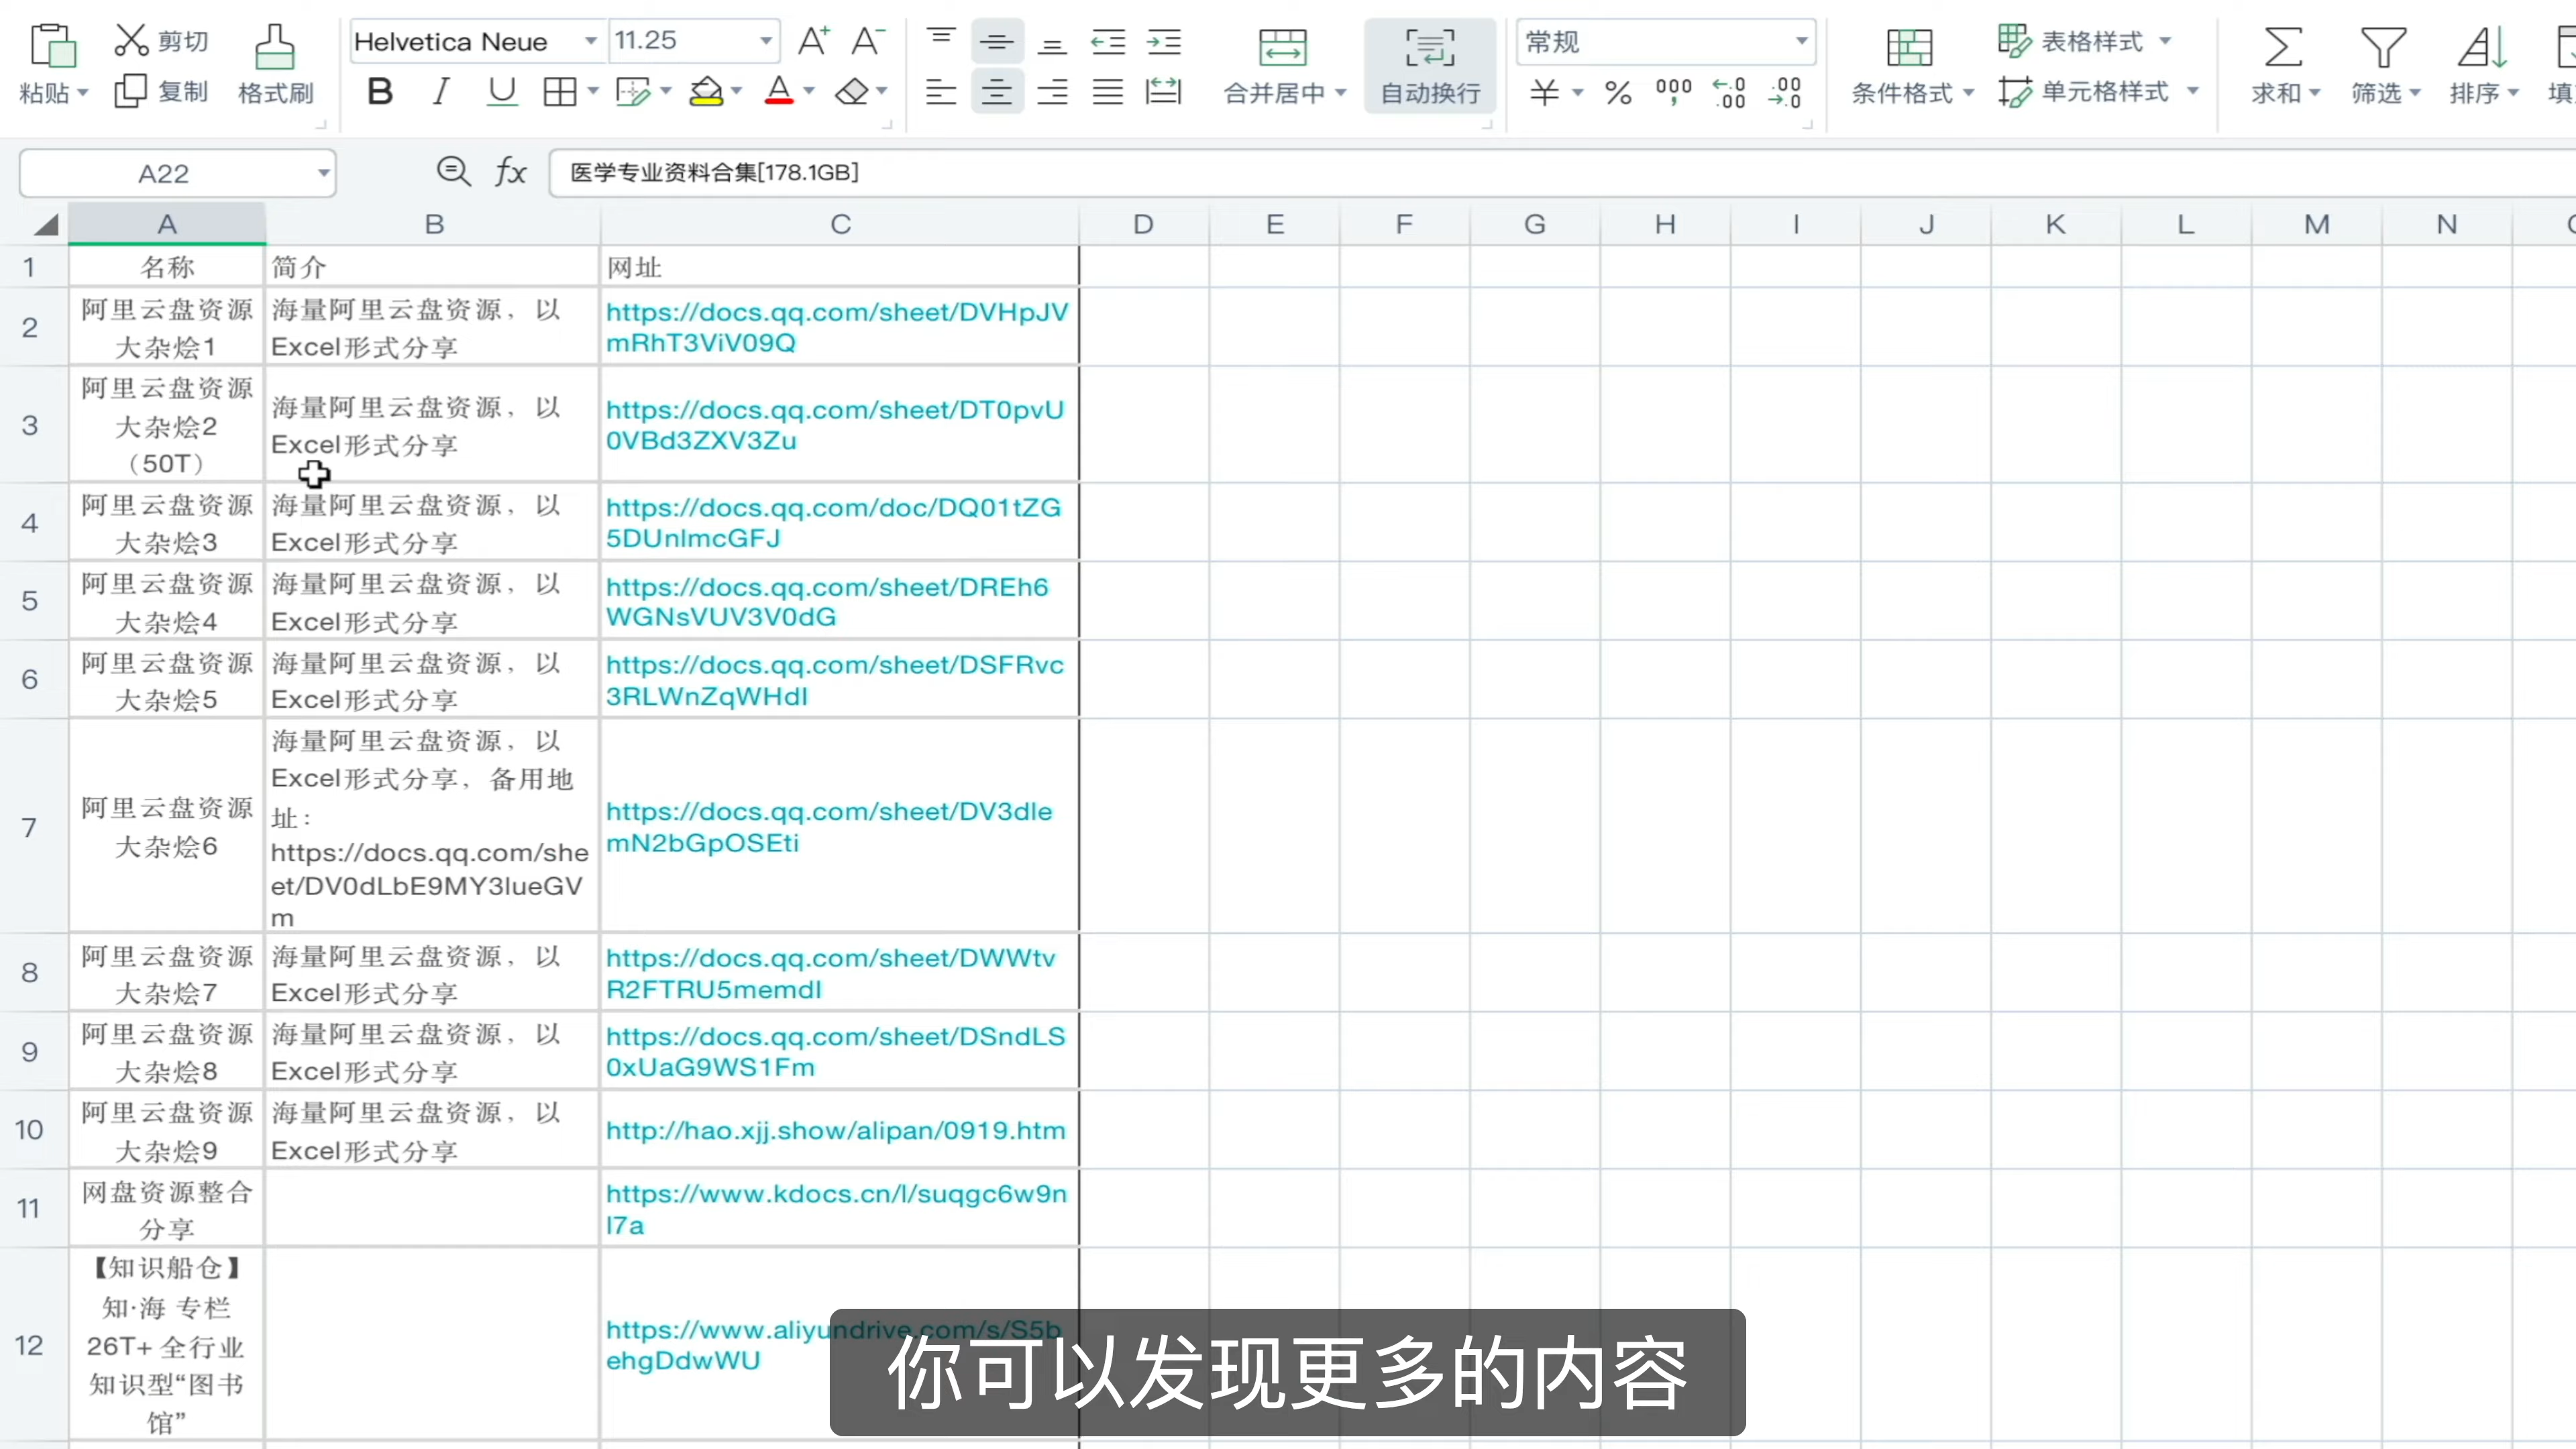 剪切
Helvetica Neue
11.25
A+
A-
常规
表格样式
粘贴
复制
格式刷
B
I
U
A
合并居中
自动换行
¥
%
000
,
←.0
.00
.00
→.0
条件格式
单元格样式
求和
筛选
排序
A22
fx
医学专业资料合集[178.1GB]
A
B
C
D
E
F
G
H
I
J
K
L
M
N
1
名称
简介
网址
2
阿里云盘资源
大杂烩1
海量阿里云盘资源，以
Excel形式分享
https://docs.qq.com/sheet/DVHpJV
mRhT3ViV09Q
3
阿里云盘资源
大杂烩2
（50T）
海量阿里云盘资源，以
Excel形式分享
https://docs.qq.com/sheet/DT0pvU
0VBd3ZXV3Zu
4
阿里云盘资源
大杂烩3
海量阿里云盘资源，以
Excel形式分享
https://docs.qq.com/doc/DQ01tZG
5DUnlmcGFJ
5
阿里云盘资源
大杂烩4
海量阿里云盘资源，以
Excel形式分享
https://docs.qq.com/sheet/DREh6
WGNsVUV3V0dG
6
阿里云盘资源
大杂烩5
海量阿里云盘资源，以
Excel形式分享
https://docs.qq.com/sheet/DSFRvc
3RLWnZqWHdI
7
阿里云盘资源
大杂烩6
海量阿里云盘资源，以
Excel形式分享，备用地
址：
https://docs.qq.com/she
et/DV0dLbE9MY3lueGV
m
https://docs.qq.com/sheet/DV3dle
mN2bGpOSEti
8
阿里云盘资源
大杂烩7
海量阿里云盘资源，以
Excel形式分享
https://docs.qq.com/sheet/DWWtv
R2FTRU5memdI
9
阿里云盘资源
大杂烩8
海量阿里云盘资源，以
Excel形式分享
https://docs.qq.com/sheet/DSndLS
0xUaG9WS1Fm
10
阿里云盘资源
大杂烩9
海量阿里云盘资源，以
Excel形式分享
http://hao.xjj.show/alipan/0919.htm
11
网盘资源整合
分享
https://www.kdocs.cn/l/suqgc6w9n
l7a
12
【知识船仓】
知·海 专栏
26T+ 全行业
知识型“图书
馆”
https://www.aliyundrive.com/s/S5b
ehgDdwWU
你可以发现更多的内容